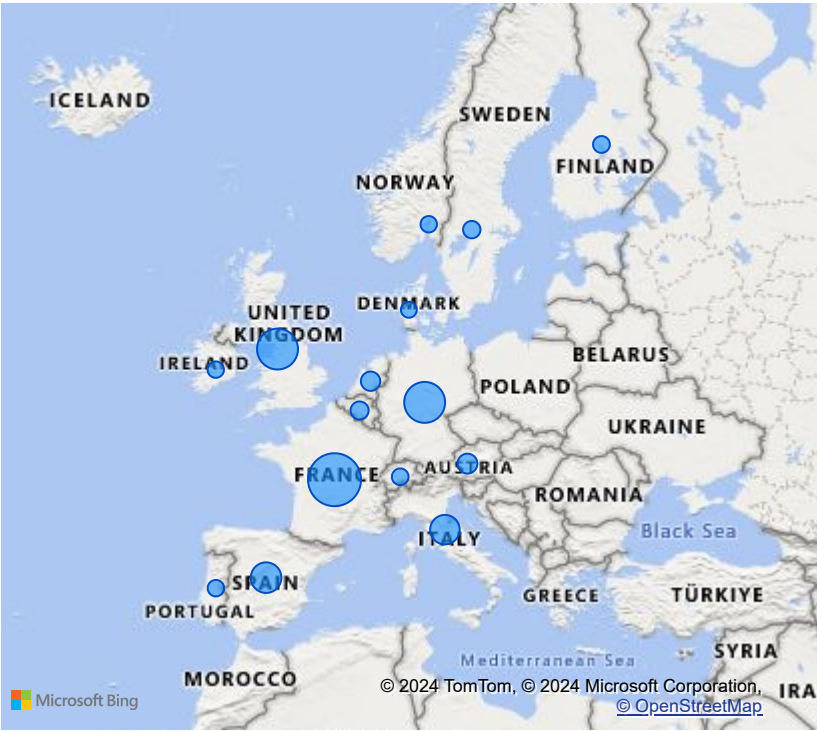 ICELAND
SWEDEN
FINLAND
NORWAY
DENMARK
UNITED
KINGDOM
IRELAND
BELARUS
POLAND
UKRAINE
FRANCE
AUSTRIA
ROMANIA
Black Sea
ITALY
SPAIN
PORTUGAL
GREECE
TÜRKIYE
SYRIA
Mediterranean Sea
MOROCCO
IRA
Microsoft Bing
© 2024 TomTom, © 2024 Microsoft Corporation,
© OpenStreetMap